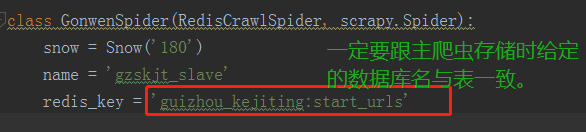 class GonwenSpider(RedisCrawlSpider, scrapy.Spider):
snow = Snow('180')
一定要跟主爬虫存储时给定
name = 'gzskjt_slave'
的数据库名与表一致。
redis_key = 'guizhou_kejiting:start_urls'